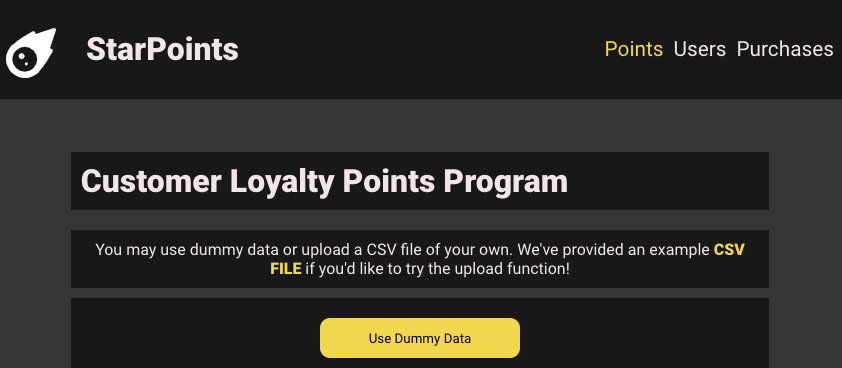 StarPoints
Points Users Purchases
Customer Loyalty Points Program
You may use dummy data or upload a CSV file of your own. We've provided an example CSV
FILE if you'd like to try the upload function!
Use Dummy Data